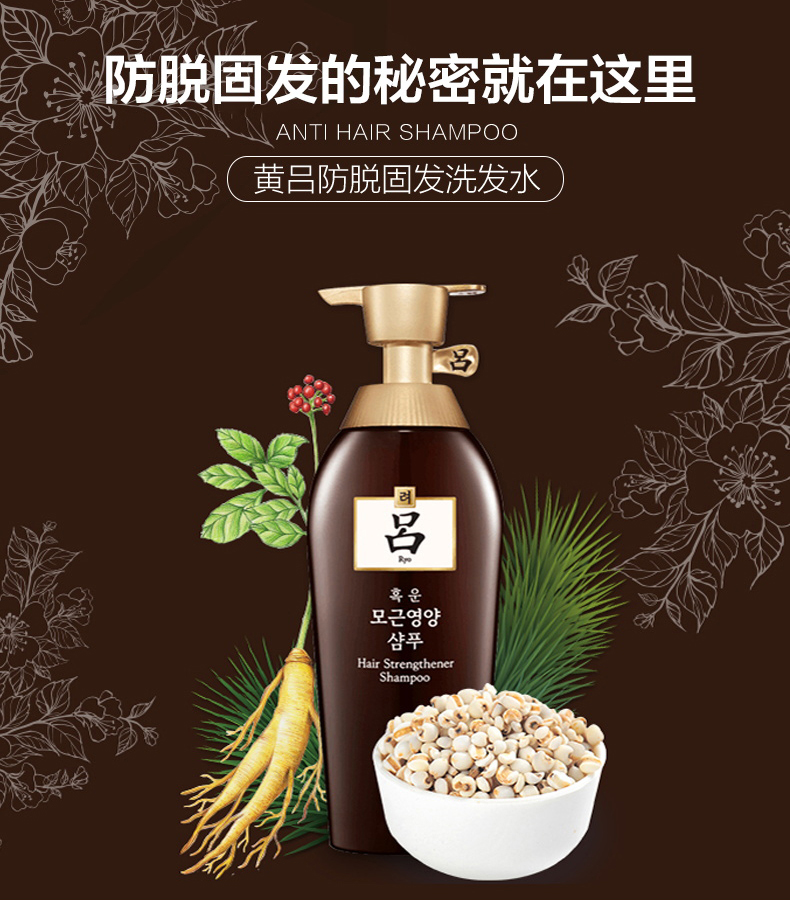 防脱固发的秘密就在这里
ANTI HAIR SHAMPOO
黄吕防脱固发洗发水
呂
려
呂
Ryo
흑운
모근영양
샴푸
Hair Strengthener
Shampoo